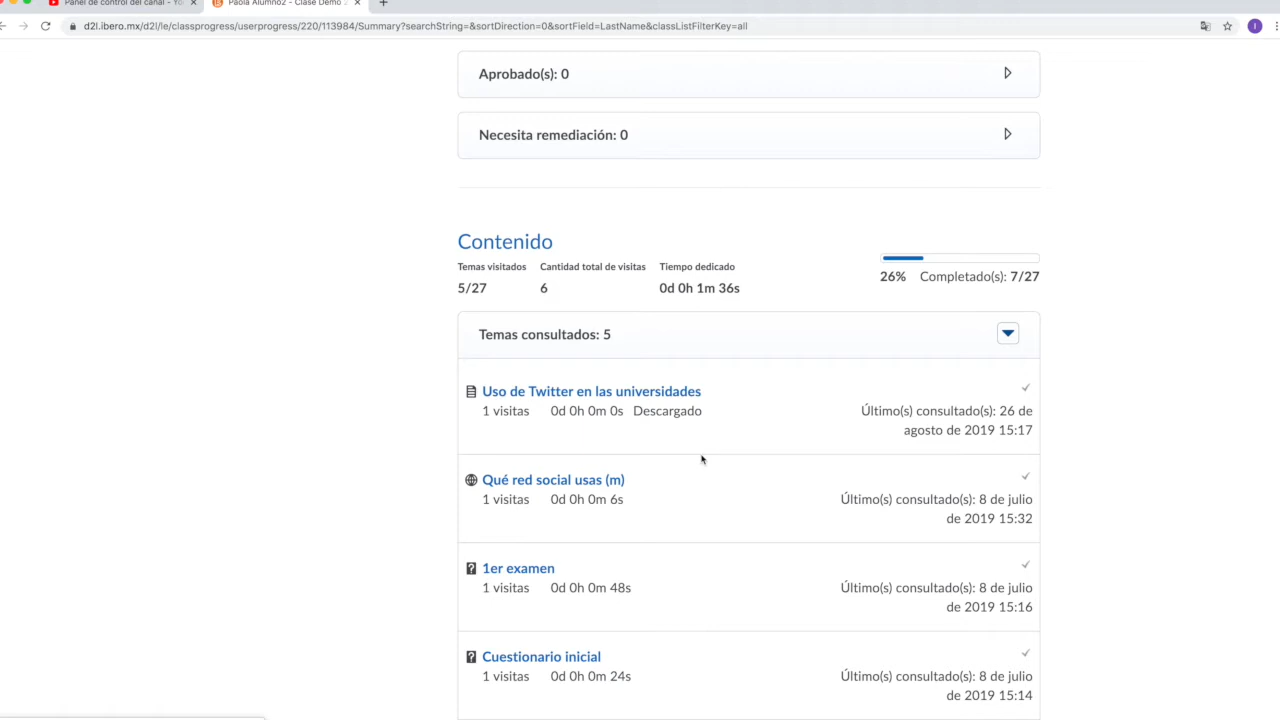 Panel de control del canal - Yo
Paola Alumno2 - Clase Demo 2
d2l.ibero.mx/d2l/le/classprogress/userprogress/220/113984/Summary?searchString=&sortDirection=0&sortField=LastName&classListFilterKey=all
Aprobado(s): 0
Necesita remediación: 0
Contenido
Temas visitados Cantidad total de visitas Tiempo dedicado
5/27 6 0d 0h 1m 36s
26% Completado(s): 7/27
Temas consultados: 5
Uso de Twitter en las universidades
1 visitas 0d 0h 0m 0s Descargado
Último(s) consultado(s): 26 de
agosto de 2019 15:17
Qué red social usas (m)
1 visitas 0d 0h 0m 6s
Último(s) consultado(s): 8 de julio
de 2019 15:32
1er examen
1 visitas 0d 0h 0m 48s
Último(s) consultado(s): 8 de julio
de 2019 15:16
Cuestionario inicial
1 visitas 0d 0h 0m 24s
Último(s) consultado(s): 8 de julio
de 2019 15:14